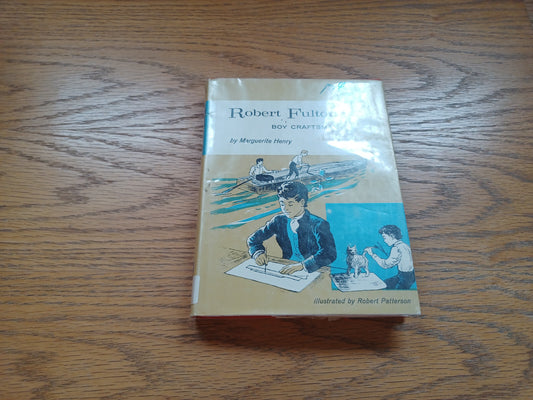 Robert Fulton
BOY CRAFTSMAN
by Marguerite Henry
Illustrated by Robert Patterson